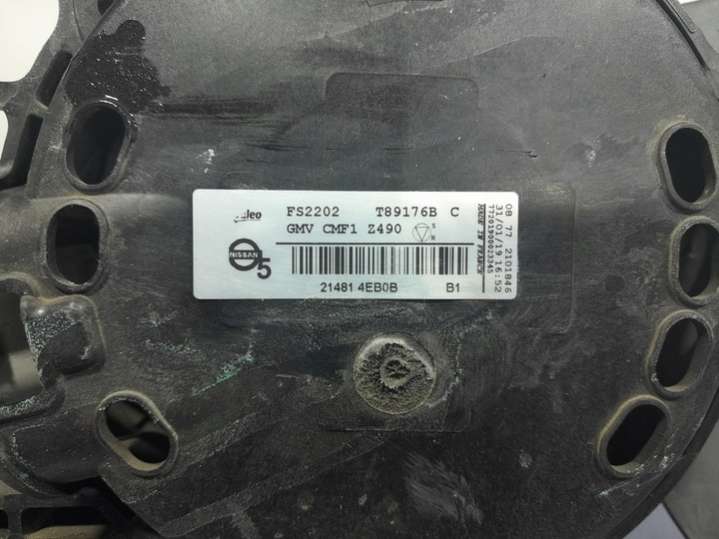 Valeo
FS2202 T89176B C
GMV CMF1 Z490
NISSAN 5
21481 4EB0B B1
MADE IN FRANCE
08 77 2101846
31/01/19 16:52